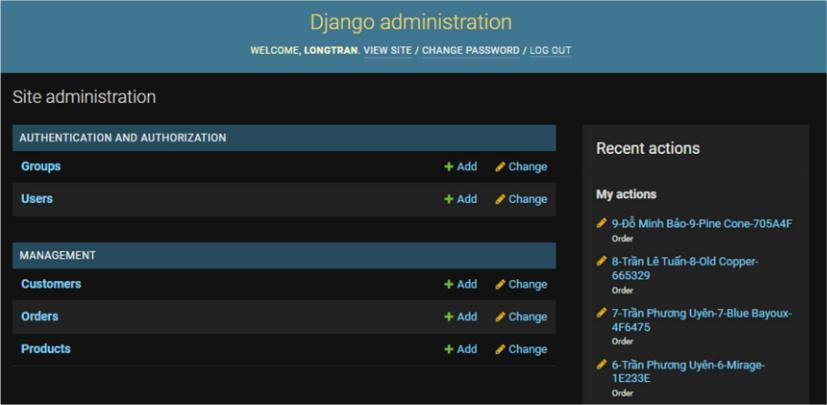 Django administration
WELCOME, LONGTRAN. VIEW SITE / CHANGE PASSWORD / LOG OUT
Site administration
AUTHENTICATION AND AUTHORIZATION
Groups + Add Change
Users + Add Change
MANAGEMENT
Customers + Add Change
Orders + Add Change
Products + Add Change
Recent actions
My actions
9-Đỗ Minh Bảo-9-Pine Cone-705A4F
Order
8-Trần Lê Tuấn-8-Old Copper-
665329
Order
7-Trần Phương Uyên-7-Blue Bayoux-
4F6475
Order
6-Trần Phương Uyên-6-Mirage-
1E233E
Order